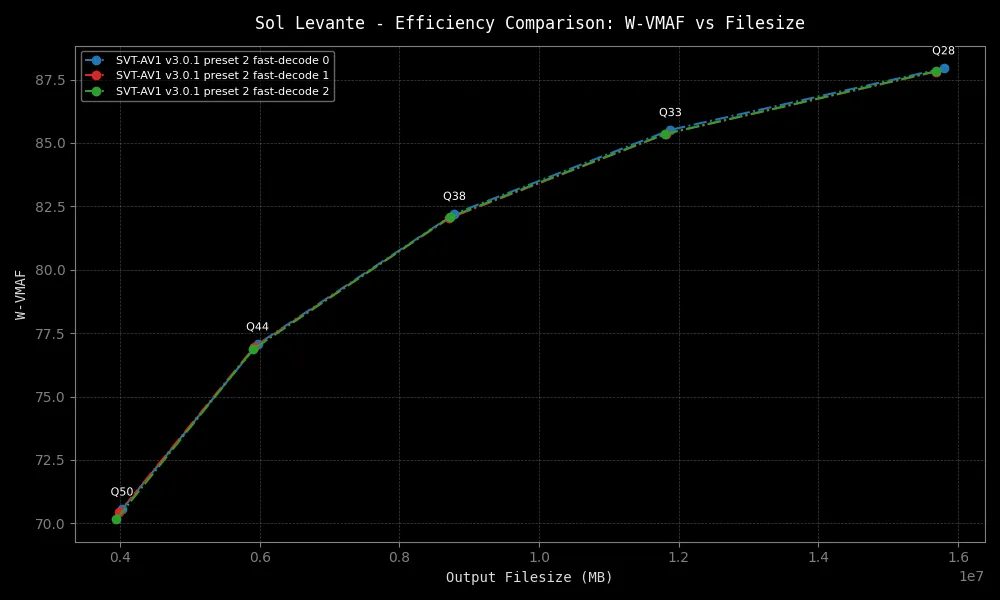 Sol Levante - Efficiency Comparison: W-VMAF vs Filesize
SVT-AV1 v3.0.1 preset 2 fast-decode 0
SVT-AV1 v3.0.1 preset 2 fast-decode 1
SVT-AV1 v3.0.1 preset 2 fast-decode 2
Q28
Q33
Q38
Q44
Q50
87.5
85.0
82.5
80.0
77.5
75.0
72.5
70.0
W-VMAF
0.4 0.6 0.8 1.0 1.2 1.4 1.6
1e7
Output Filesize (MB)